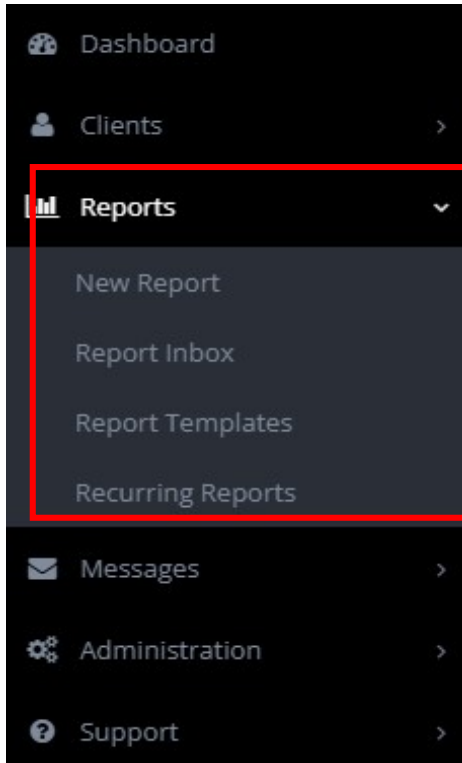 Dashboard
Clients
Reports
New Report
Report Inbox
Report Templates
Recurring Reports
Messages
Administration
Support